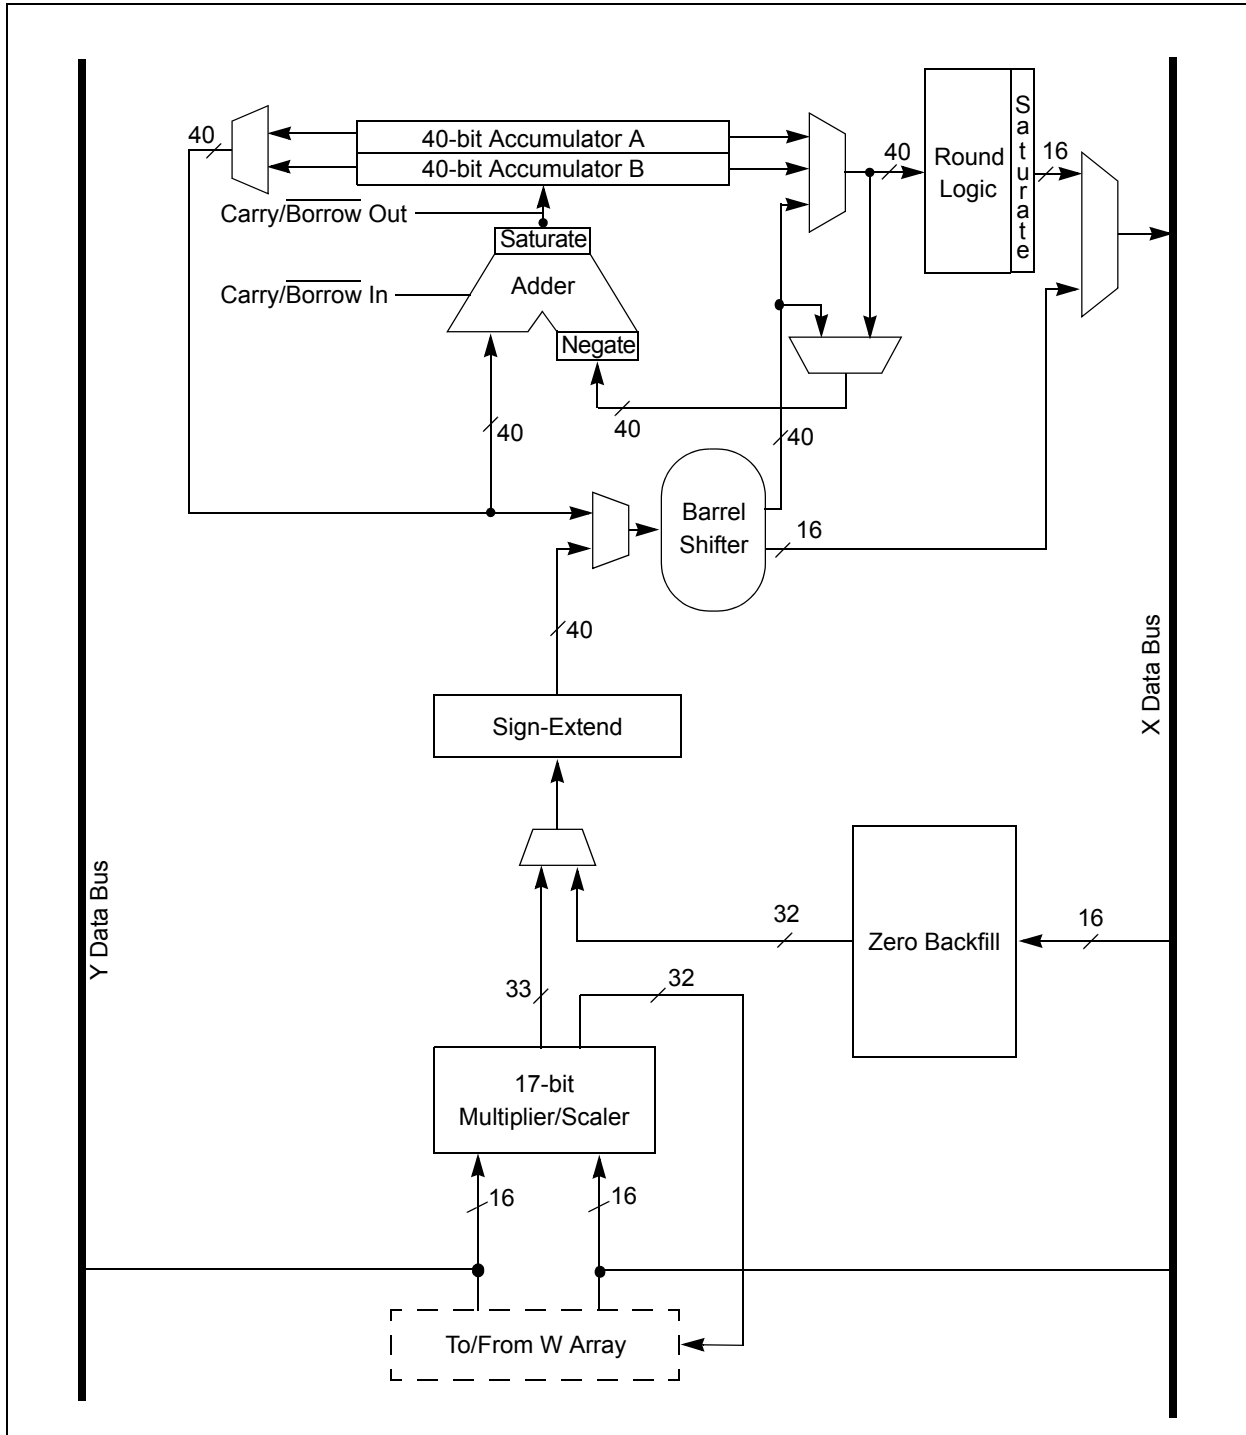 40
40-bit Accumulator A
40-bit Accumulator B
40
Round
Logic
Saturate
16
Carry/Borrow Out
Saturate
Carry/Borrow In
Adder
Negate
40
40
40
Barrel
Shifter
16
40
X Data Bus
Sign-Extend
Y Data Bus
32
Zero Backfill
16
33
32
17-bit
Multiplier/Scaler
16
16
To/From W Array